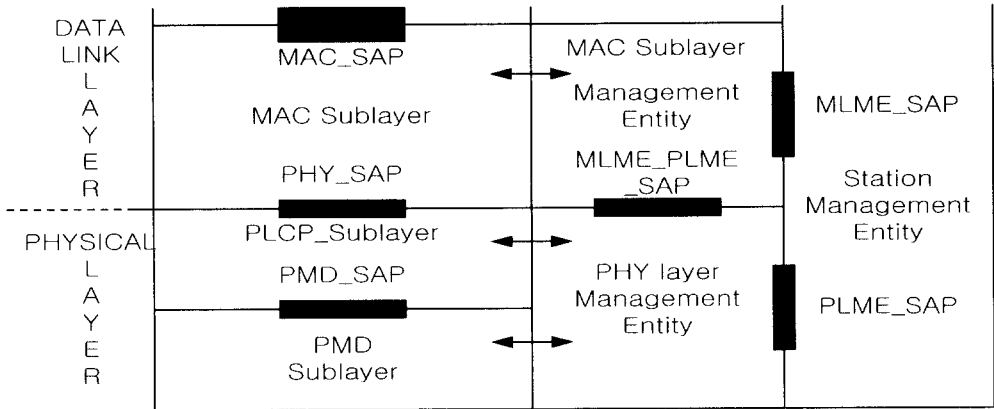 DATA
LINK
L
A
Y
E
R
PHYSICAL
L
A
Y
E
R
MAC_SAP
MAC Sublayer
PHY_SAP
PLCP_Sublayer
PMD_SAP
PMD
Sublayer
MAC Sublayer
Management
Entity
MLME_PLME
_SAP
PHY layer
Management
Entity
MLME_SAP
Station
Management
Entity
PLME_SAP